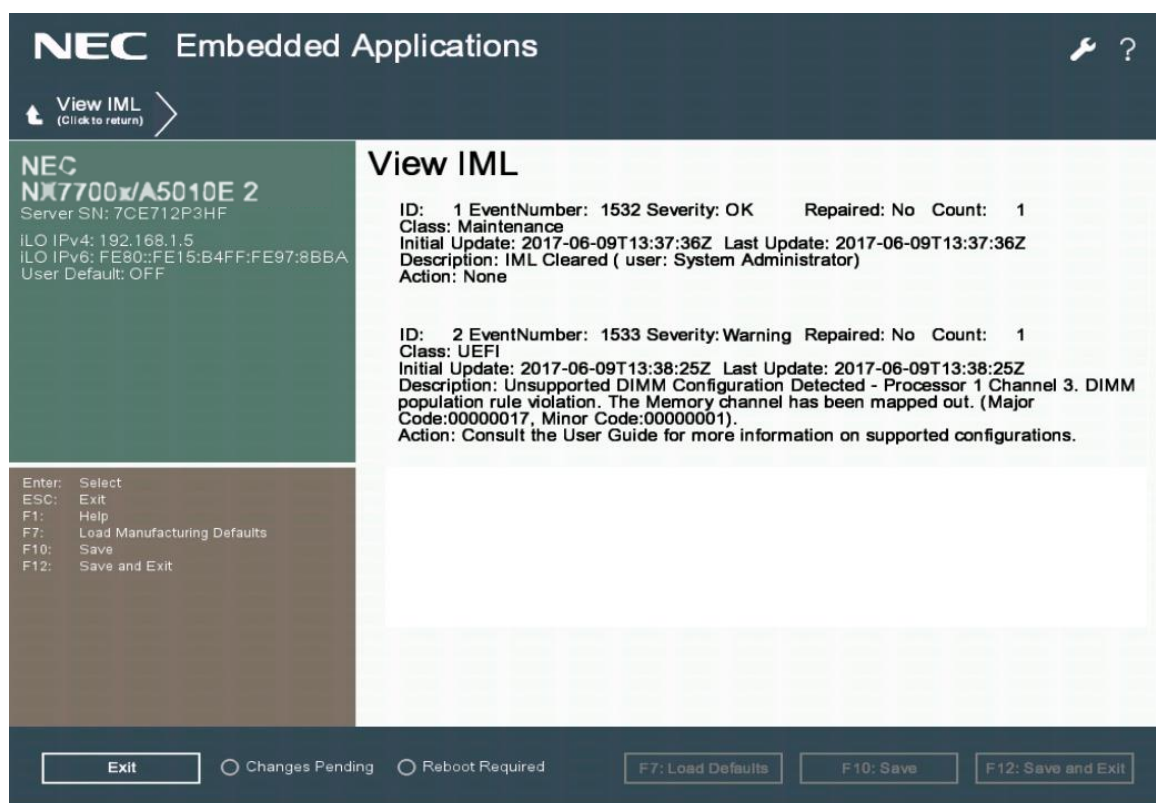 NEC Embedded Applications
?
View IML
(Click to return)
NEC
NX7700x/A5010E 2
Server SN: 7CE712P3HF
iLO IPv4: 192.168.1.5
iLO IPv6: FE80::FE15:B4FF:FE97:8BBA
User Default: OFF
Enter: Select
ESC: Exit
F1: Help
F7: Load Manufacturing Defaults
F10: Save
F12: Save and Exit
View IML
ID: 1 EventNumber: 1532 Severity: OK Repaired: No Count: 1
Class: Maintenance
Initial Update: 2017-06-09T13:37:36Z Last Update: 2017-06-09T13:37:36Z
Description: IML Cleared ( user: System Administrator)
Action: None
ID: 2 EventNumber: 1533 Severity: Warning Repaired: No Count: 1
Class: UEFI
Initial Update: 2017-06-09T13:38:25Z Last Update: 2017-06-09T13:38:25Z
Description: Unsupported DIMM Configuration Detected - Processor 1 Channel 3. DIMM
population rule violation. The Memory channel has been mapped out. (Major
Code:00000017, Minor Code:00000001).
Action: Consult the User Guide for more information on supported configurations.
Exit
Changes Pending
Reboot Required
F7: Load Defaults
F10: Save
F12: Save and Exit